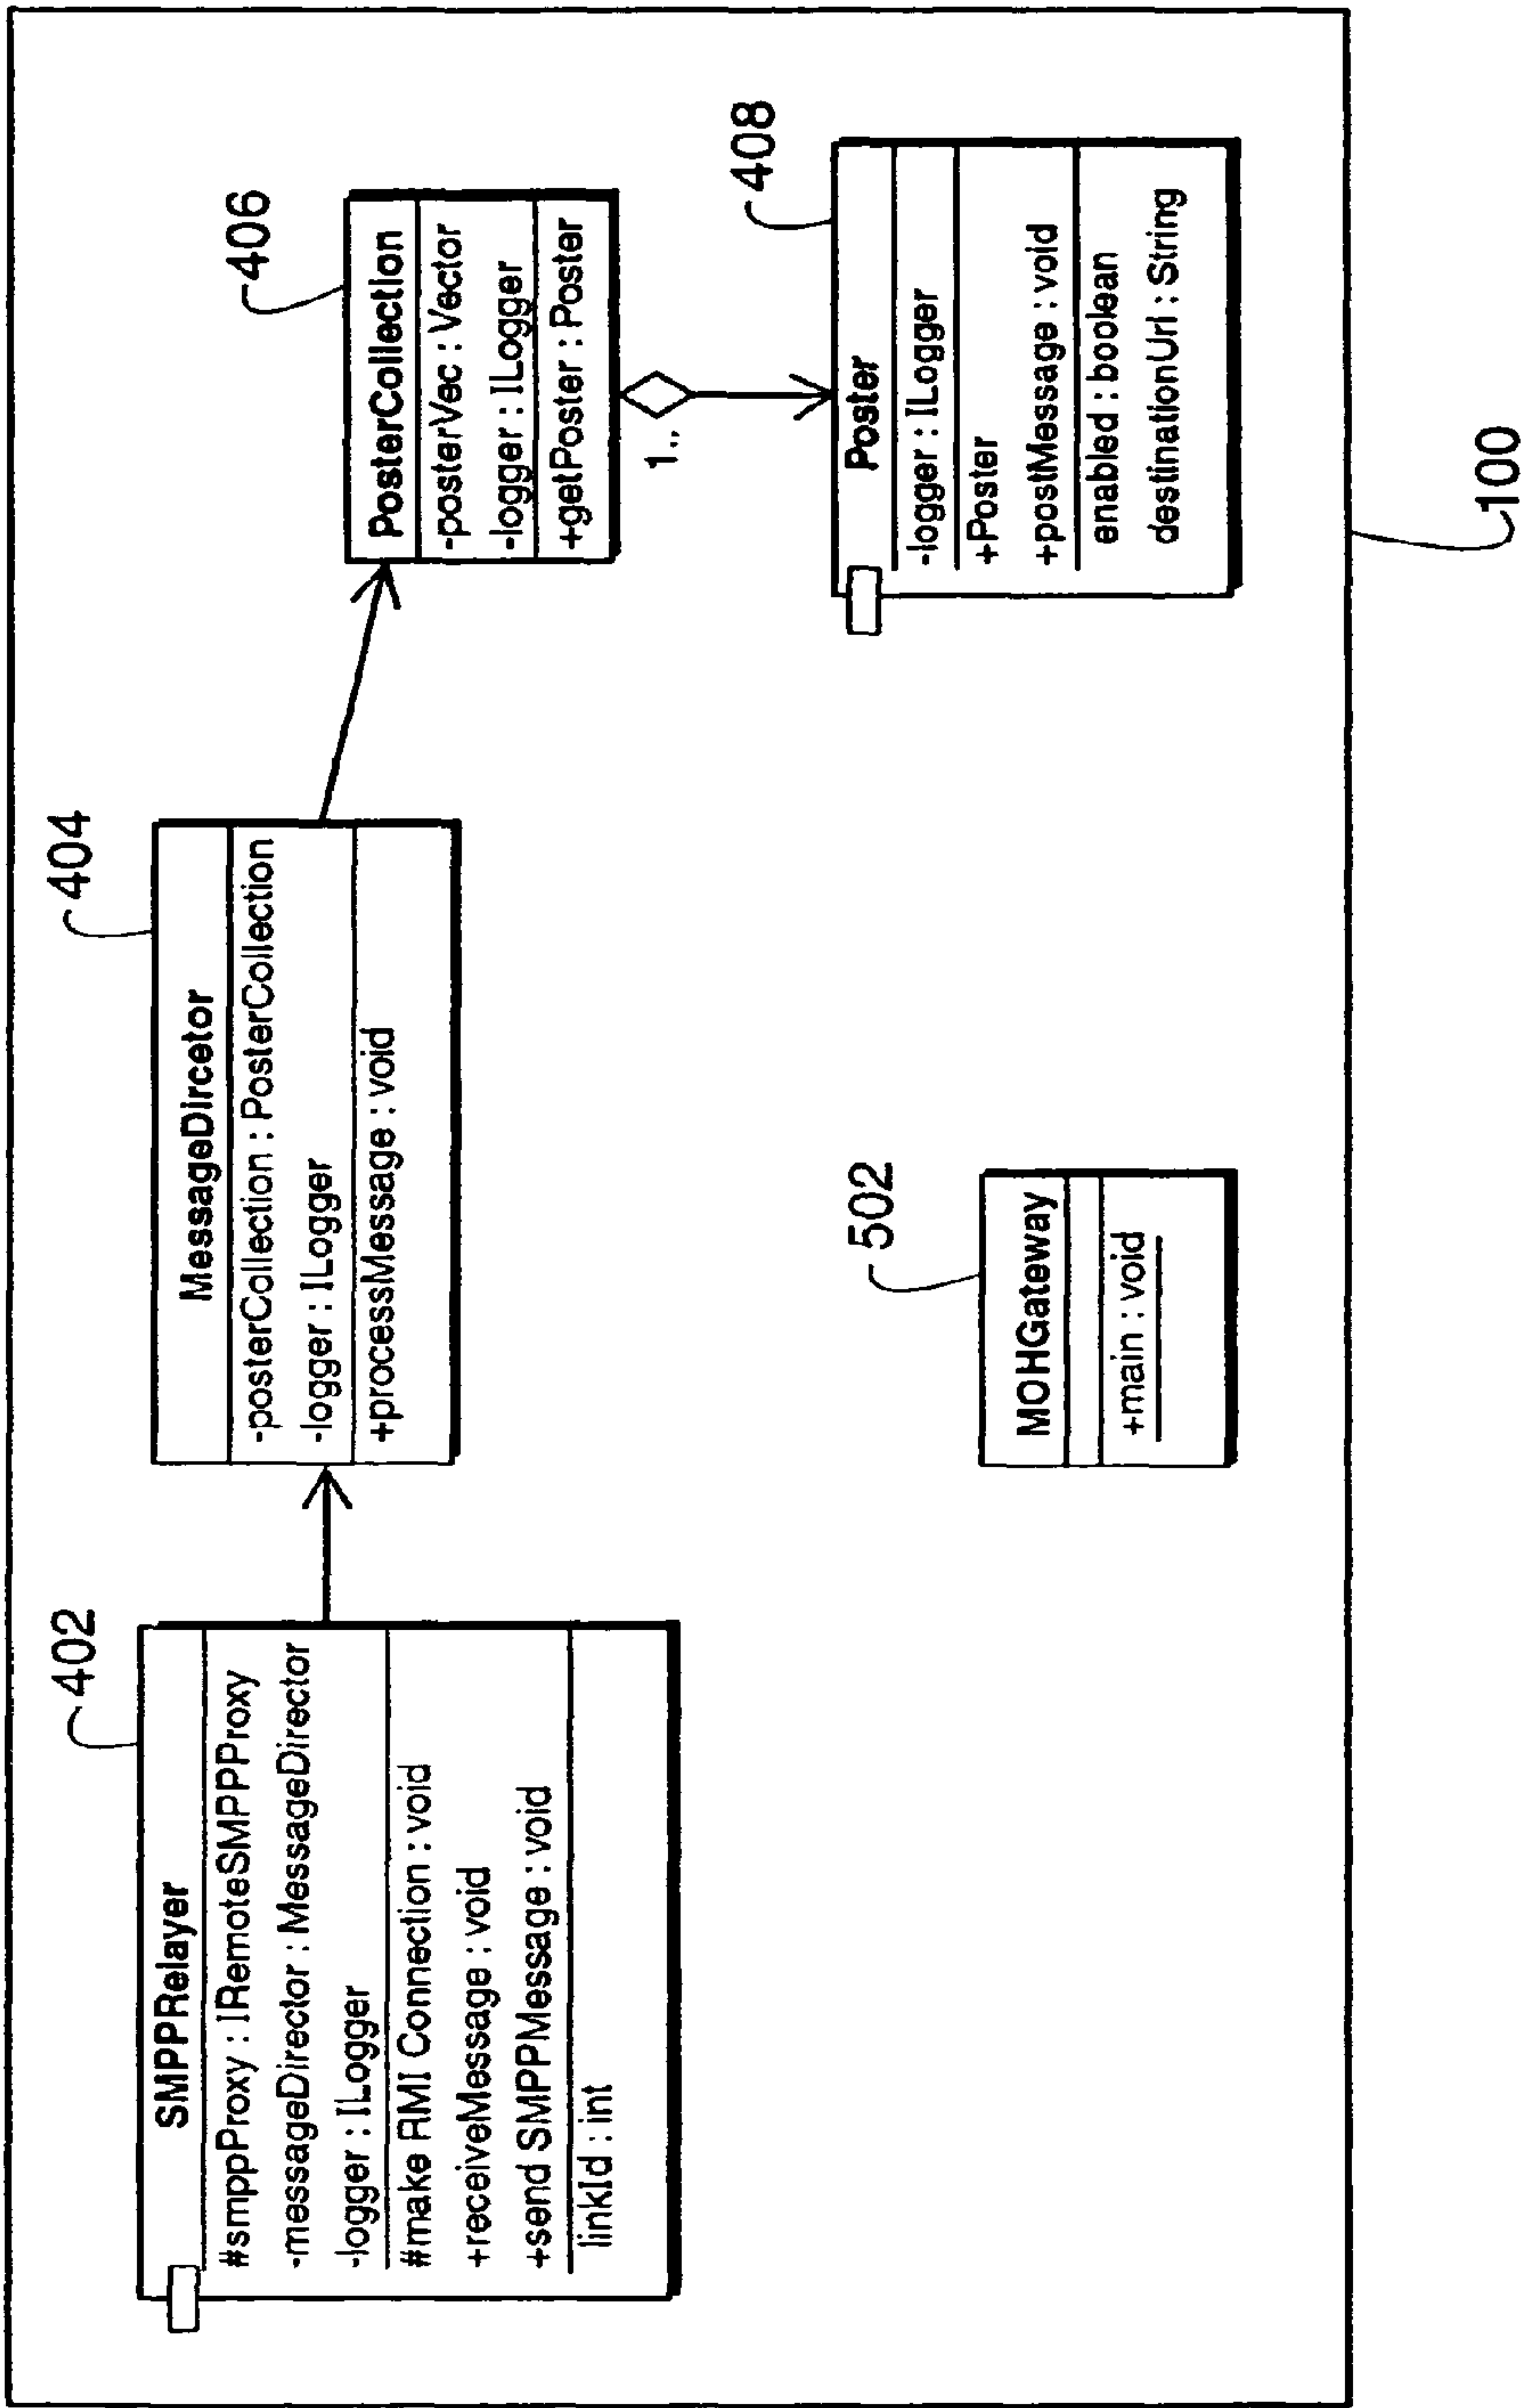 402
SMPPRelayer
#smppProxy : IRemoteSMPPProxy
-messageDirector : MessageDirector
-logger : ILogger
#make RMI Connection : void
+receiveMessage : void
+send SMPPMessage : void
linkId : int
404
MessageDircetor
-posterCollection : PosterCollection
-logger : ILogger
+processMessage : void
406
PosterCollection
-posterVec : Vector
-logger : ILogger
+getPoster : Poster
1..
408
Poster
-logger : ILogger
+Poster
+postMessage : void
enabled : boolean
destinationUrl : String
502
MOHGateway
+main : void
100